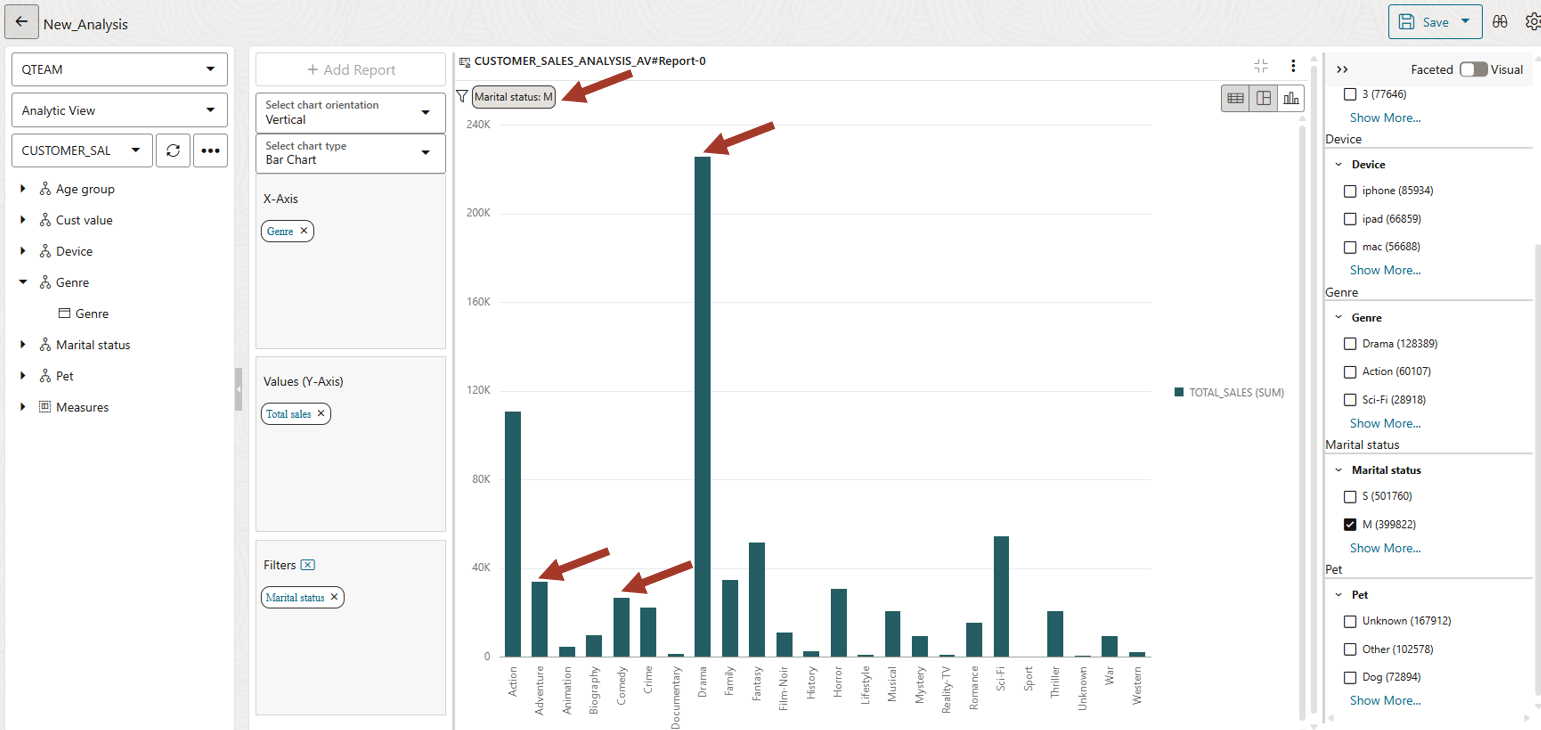 New_Analysis
Save
QTEAM
Analytic View
CUSTOMER_SAL
Age group
Cust value
Device
Genre
Genre
Marital status
Pet
Measures
+ Add Report
Select chart orientation
Vertical
Select chart type
Bar Chart
X-Axis
Genre
Values (Y-Axis)
Total sales
Filters
Marital status
CUSTOMER_SALES_ANALYSIS_AV#Report-0
Marital status: M
240K
200K
160K
120K
80K
40K
0
Action
Adventure
Animation
Biography
Comedy
Crime
Documentary
Drama
Family
Fantasy
Film-Noir
History
Horror
Lifestyle
Musical
Mystery
Reality-TV
Romance
Sci-Fi
Sport
Thriller
Unknown
War
Western
TOTAL_SALES (SUM)
Faceted Visual
3 (77646)
Show More...
Device
Device
iphone (85934)
ipad (66859)
mac (56688)
Show More...
Genre
Genre
Drama (128389)
Action (60107)
Sci-Fi (28918)
Show More...
Marital status
Marital status
S (501760)
M (399822)
Show More...
Pet
Pet
Unknown (167912)
Other (102578)
Dog (72894)
Show More...